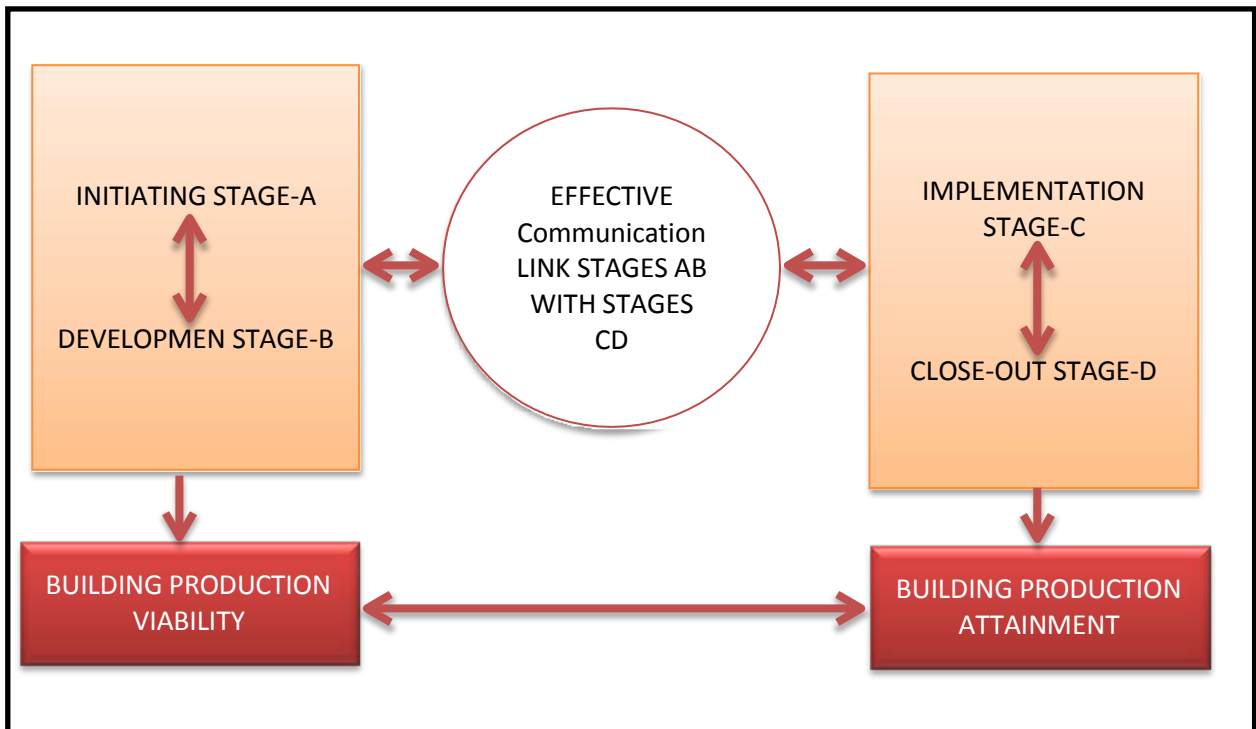 INITIATING STAGE-A
DEVELOPMEN STAGE-B
EFFECTIVE
Communication
LINK STAGES AB
WITH STAGES
CD
IMPLEMENTATION
STAGE-C
CLOSE-OUT STAGE-D
BUILDING PRODUCTION
VIABILITY
BUILDING PRODUCTION
ATTAINMENT